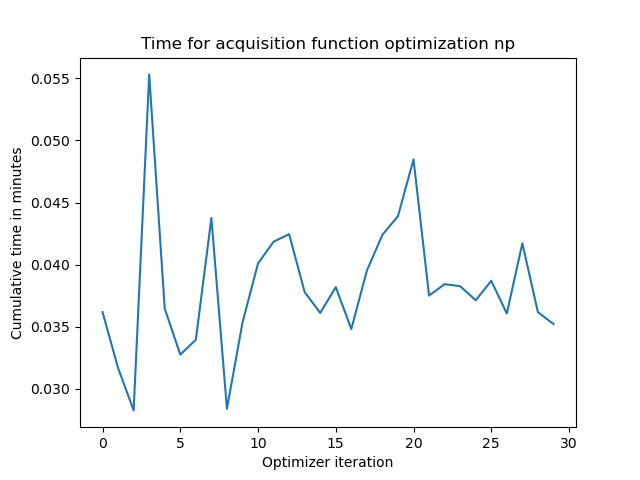 Time for acquisition function optimization np
0.055
0.050
0.045
0.040
0.035
0.030
Cumulative time in minutes
0 5 10 15 20 25 30
Optimizer iteration